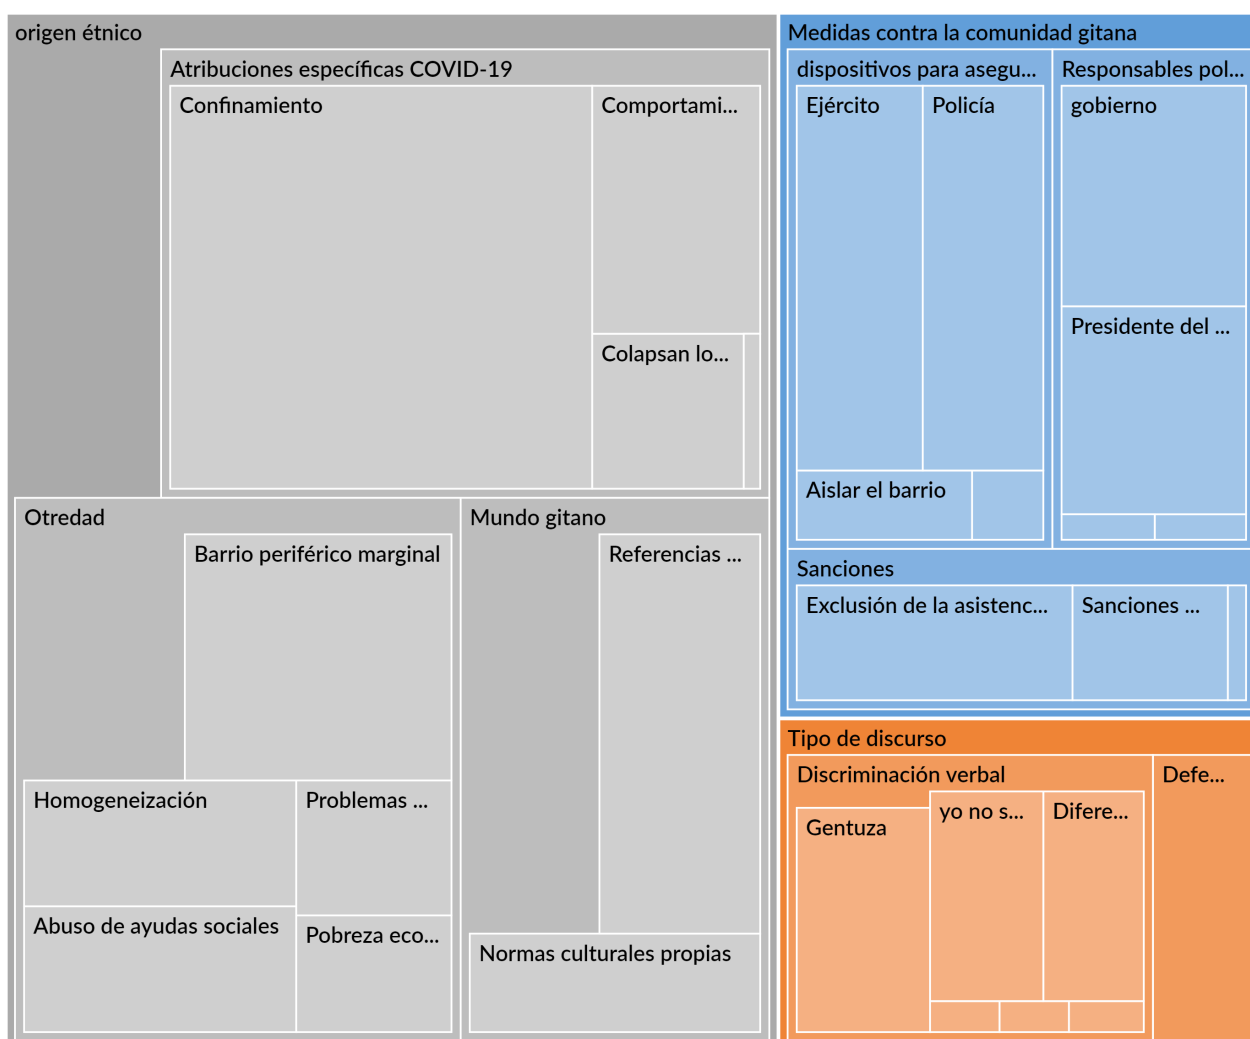 origen étnico
Atribuciones específicas COVID-19
Confinamiento
Comportami...
Colapsan lo...
Otredad
Barrio periférico marginal
Homogeneización
Problemas ...
Abuso de ayudas sociales
Pobreza eco...
Mundo gitano
Referencias ...
Normas culturales propias
Medidas contra la comunidad gitana
dispositivos para asegu...
Ejército
Policía
Aislar el barrio
Responsables pol...
gobierno
Presidente del ...
Sanciones
Exclusión de la asistenc...
Sanciones ...
Tipo de discurso
Discriminación verbal
Gentuza
yo no s...
Difere...
Defe...